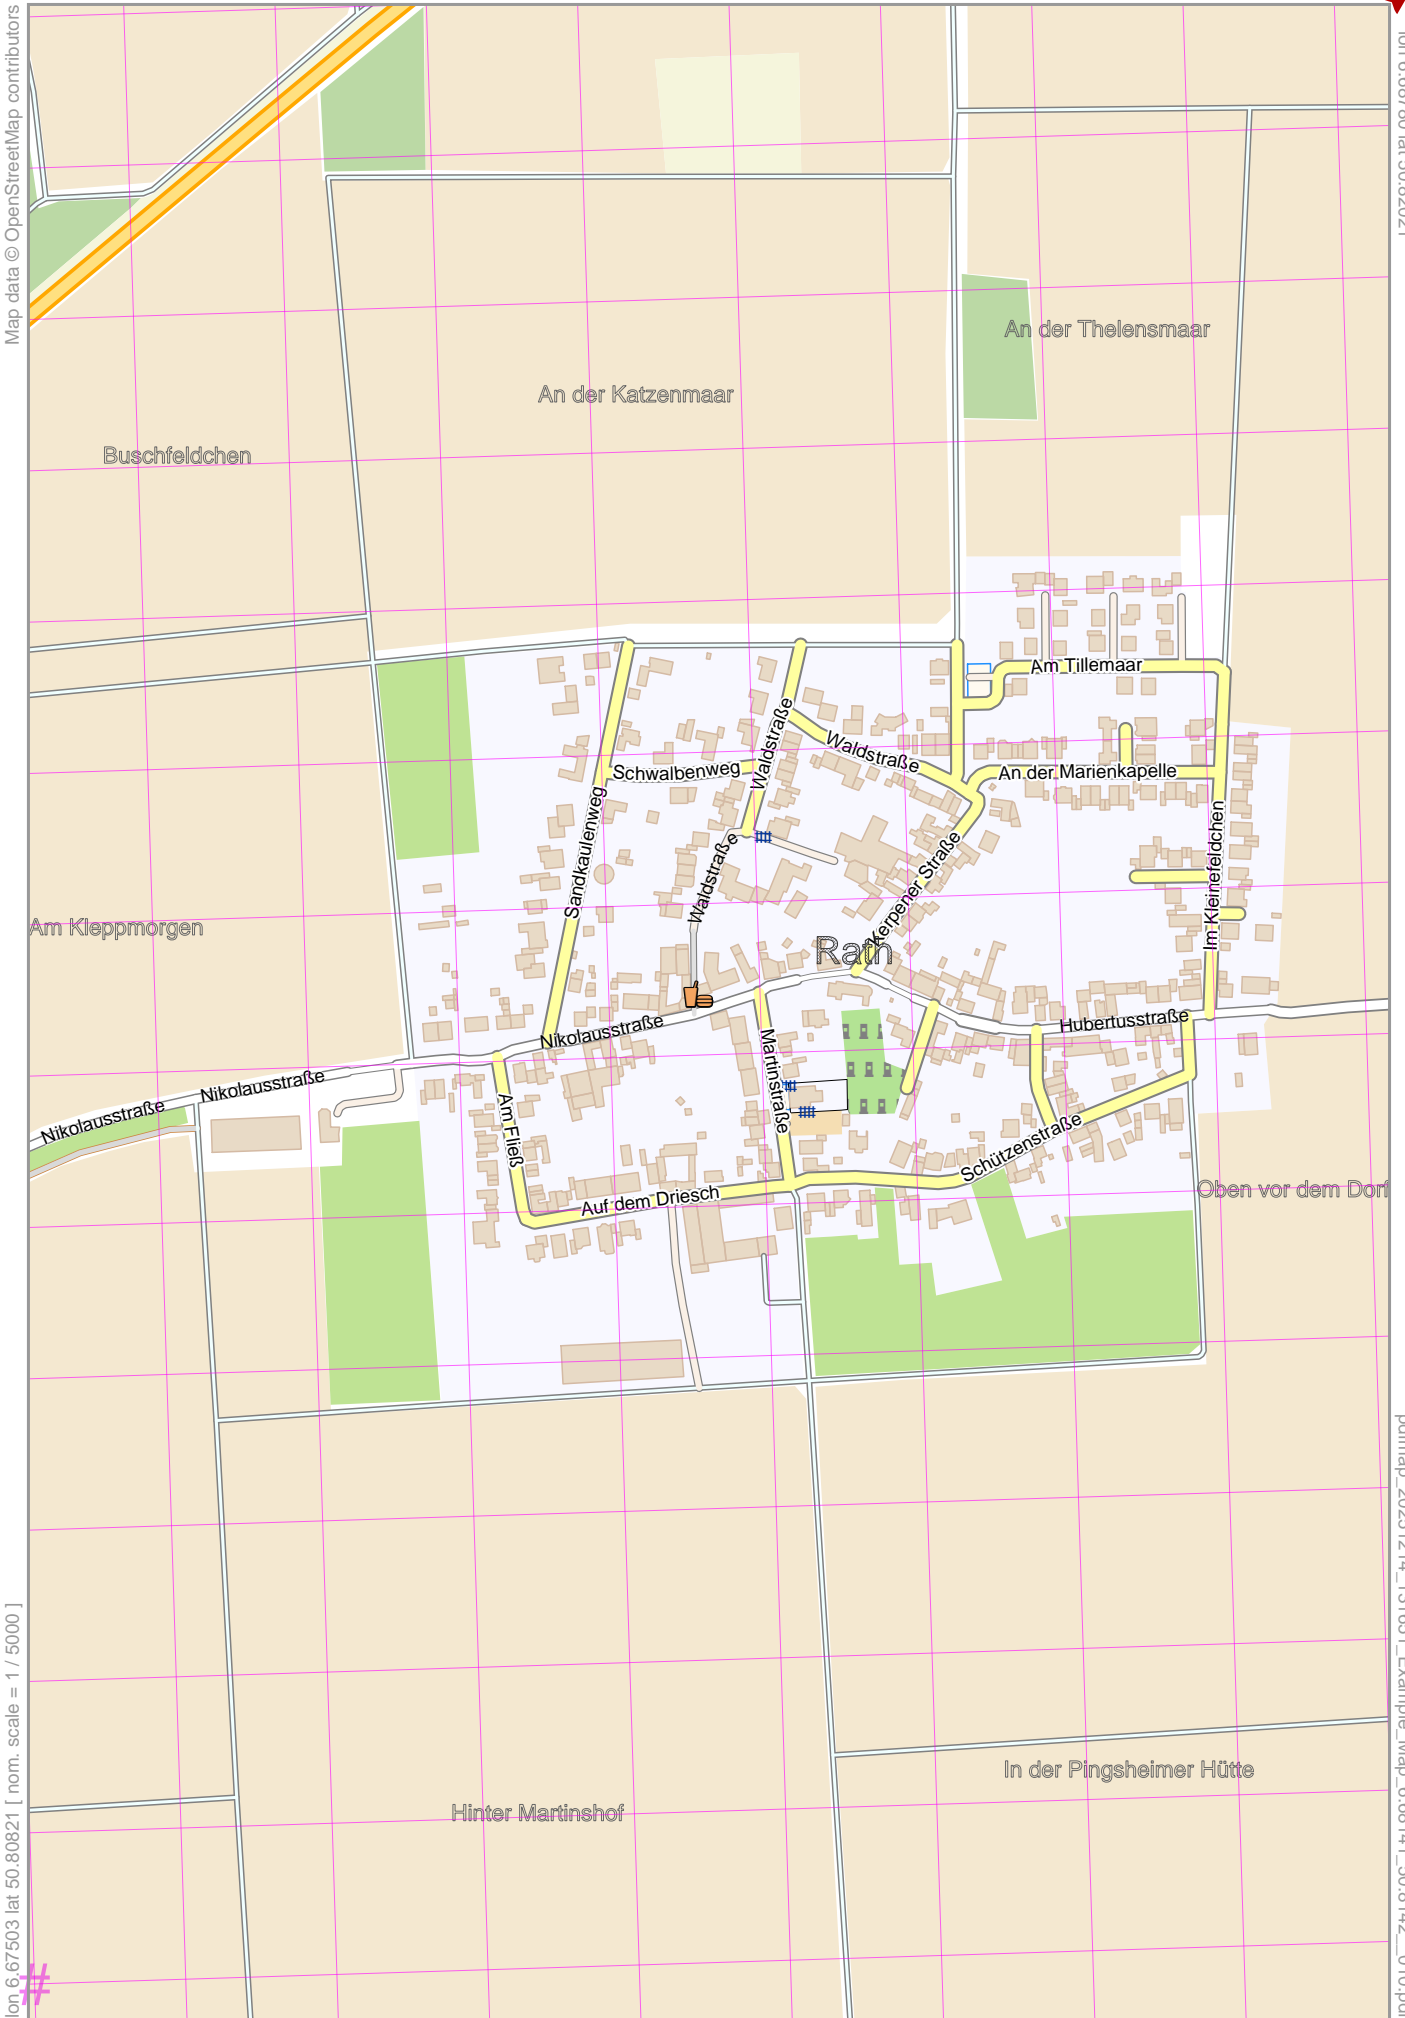 Map data © OpenStreetMap contributors
An der Thelensmaar
An der Katzenmaar
Buschfeldchen
Am Tillemaar
Waldstraße
Waldstraße
Schwalbenweg
An der Marienkapelle
Sandkaulenweg
Waldstraße
Kerpener Straße
Im Kleinefeldchen
Am Kleppmorgen
Rath
Nikolausstraße
Hubertusstraße
Martinstraße
Nikolausstraße
Nikolausstraße
Am Fließ
Schützenstraße
Auf dem Driesch
Oben vor dem Dorf
In der Pingsheimer Hütte
Hinter Martinshof
lon 6.67503 lat 50.80821 [ nom. scale = 1 / 5000 ]
#